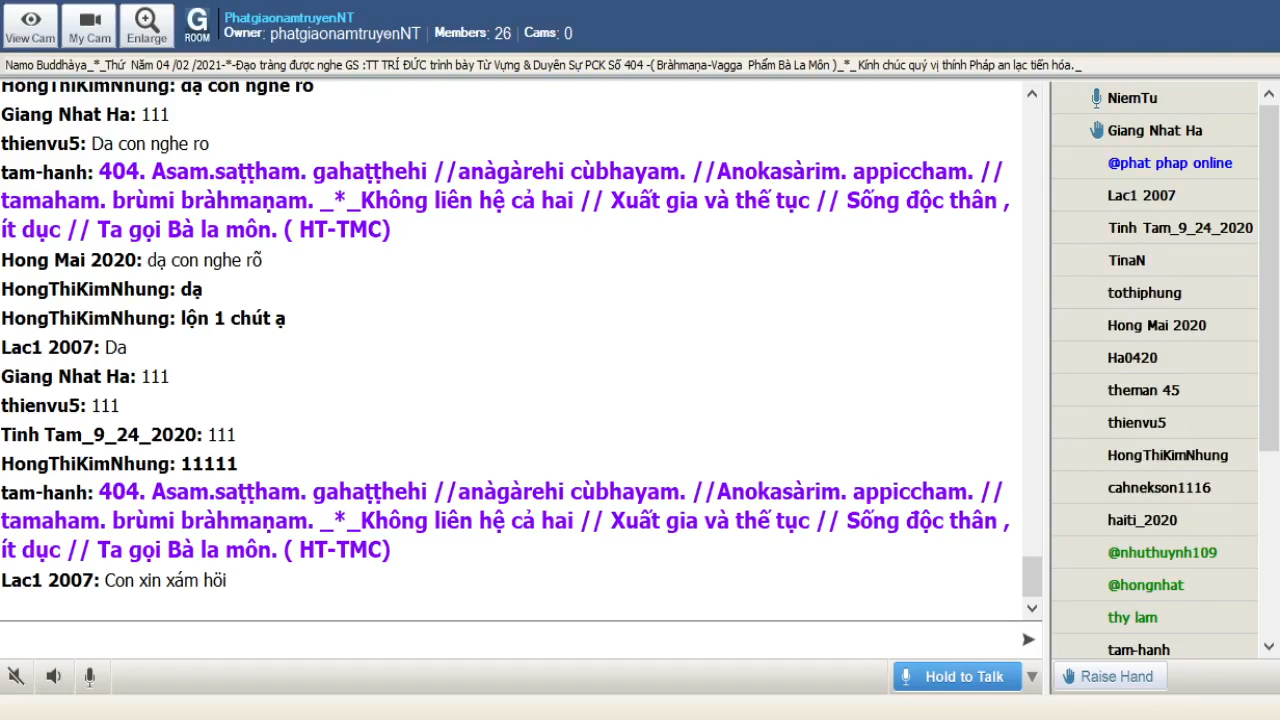 View Cam
My Cam
Enlarge
G
ROOM
PhatgiaonamtruyenNT
Owner: phatgiaonamtruyenNT | Members: 26 | Cams: 0
Namo Buddhàya_*_Thứ Năm 04 /02 /2021-*-Đạo tràng được nghe GS :TT TRÍ ĐỨC trình bày Từ Vựng & Duyên Sự PCK Số 404 -( Bràhmaṇa-Vagga Phẩm Bà La Môn )_*_ Kính chúc quý vị thính Pháp an lạc tiến hóa._
HongThiKimNhung: dạ con nghe rõ
Giang Nhat Ha: 111
thienvu5: Da con nghe ro
tam-hanh: 404. Asam.saṭṭham. gahaṭṭhehi //anàgàrehi cùbhayam. //Anokasàrim. appiccham. //
tamaham. brùmi bràhmaṇam. _*_Không liên hệ cả hai // Xuất gia và thế tục // Sống độc thân ,
ít dục // Ta gọi Bà la môn. ( HT-TMC)
Hong Mai 2020: dạ con nghe rõ
HongThiKimNhung: dạ
HongThiKimNhung: lộn 1 chút ạ
Lac1 2007: Da
Giang Nhat Ha: 111
thienvu5: 111
Tinh Tam_9_24_2020: 111
HongThiKimNhung: 11111
tam-hanh: 404. Asam.saṭṭham. gahaṭṭhehi //anàgàrehi cùbhayam. //Anokasàrim. appiccham. //
tamaham. brùmi bràhmaṇam. _*_Không liên hệ cả hai // Xuất gia và thế tục // Sống độc thân ,
ít dục // Ta gọi Bà la môn. ( HT-TMC)
Lac1 2007: Con xin xám höi
NiemTu
Giang Nhat Ha
@phat phap online
Lac1 2007
Tinh Tam_9_24_2020
TinaN
tothiphung
Hong Mai 2020
Ha0420
theman 45
thienvu5
HongThiKimNhung
cahnekson1116
haiti_2020
@nhuthuynh109
@hongnhat
thy lam
tam-hanh
Hold to Talk
Raise Hand